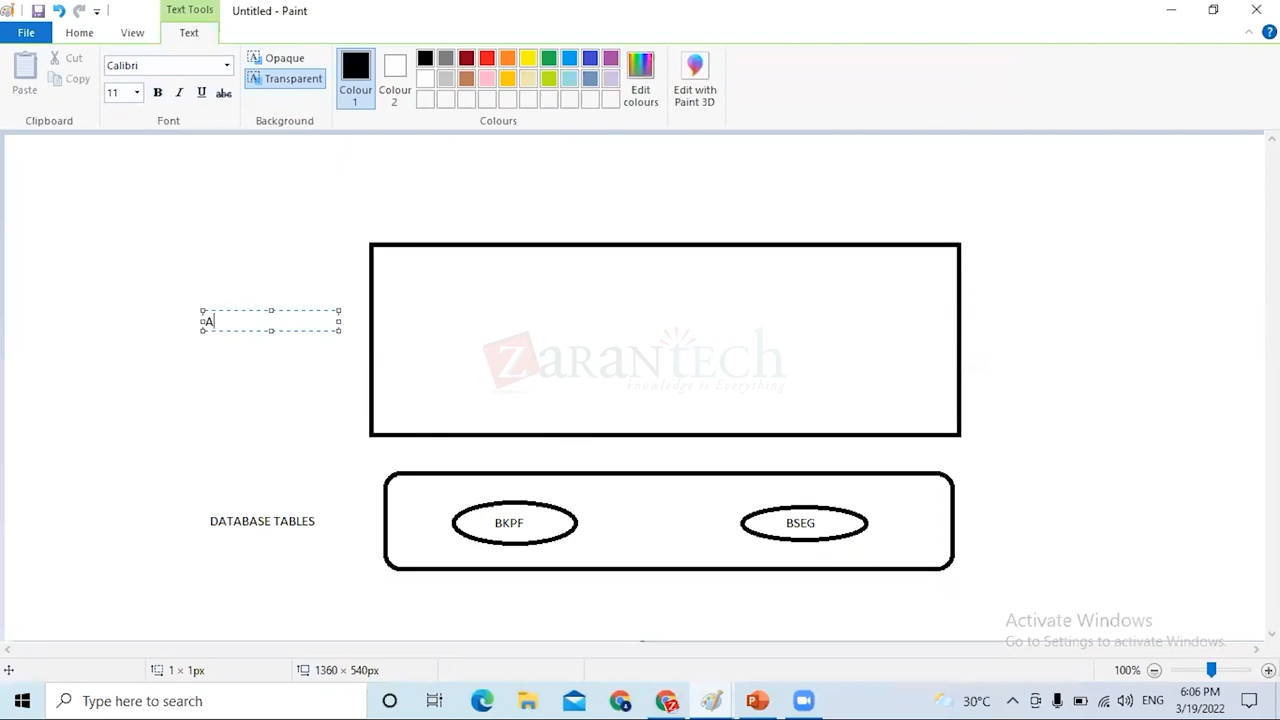 Text Tools
Untitled - Paint
File
Home
View
Text
Paste
Cut
Copy
Clipboard
Calibri
11
B I U abc
Font
Opaque
Transparent
Background
Colour 1
Colour 2
Edit colours
Colours
Edit with Paint 3D
A
zarantech
knowledge is Everything
DATABASE TABLES
BKPF
BSEG
Activate Windows
Go to Settings to activate Windows.
1 × 1px
1360 × 540px
100%
Type here to search
30°C
ENG
6:06 PM
3/19/2022